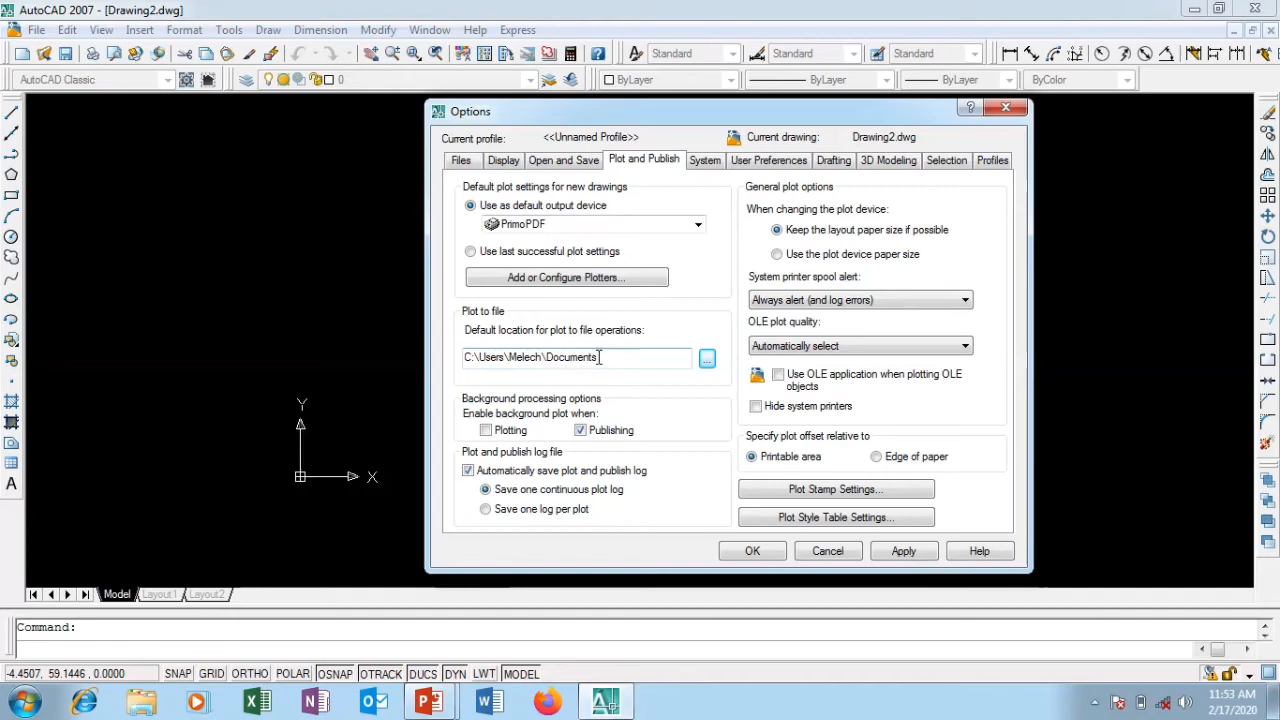 AutoCAD 2007 - [Drawing2.dwg]
File Edit View Insert Format Tools Draw Dimension Modify Window Help Express
Standard Standard Standard
AutoCAD Classic 0 ByLayer ByLayer ByLayer ByColor
Options
Current profile: <<Unnamed Profile>> Current drawing: Drawing2.dwg
Files Display Open and Save Plot and Publish System User Preferences Drafting 3D Modeling Selection Profiles
Default plot settings for new drawings
Use as default output device
PrimoPDF
Use last successful plot settings
Add or Configure Plotters...
Plot to file
Default location for plot to file operations:
C:\Users\Melech\Documents
...
Background processing options
Enable background plot when:
Plotting Publishing
Plot and publish log file
Automatically save plot and publish log
Save one continuous plot log
Save one log per plot
General plot options
When changing the plot device:
Keep the layout paper size if possible
Use the plot device paper size
System printer spool alert:
Always alert (and log errors)
OLE plot quality:
Automatically select
Use OLE application when plotting OLE
objects
Hide system printers
Specify plot offset relative to
Printable area Edge of paper
Plot Stamp Settings...
Plot Style Table Settings...
OK Cancel Apply Help
Y
X
A
Model Layout1 Layout2
Command:
-4.4507, 59.1446 , 0.0000 SNAP GRID ORTHO POLAR OSNAP OTRACK DUCS DYN LWT MODEL
11:53 AM
2/17/2020